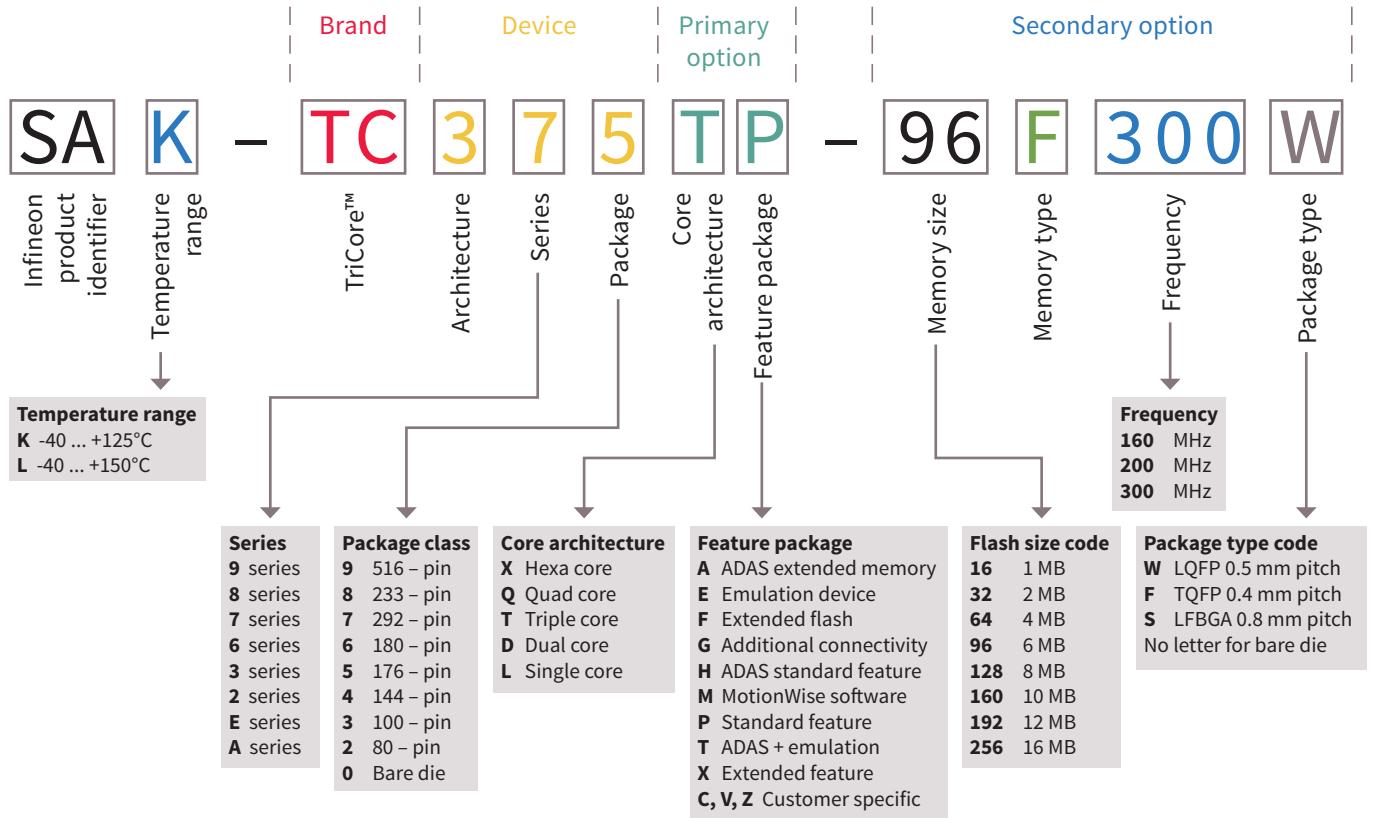 Brand
Device
Primary
option
Secondary option
SA K – TC 3 7 5 T P – 96 F 300 W
Infineon
product
identifier
Temperature
range
TriCore™
Architecture
Series
Package
Core
architecture
Feature package
Memory size
Memory type
Frequency
Package type
Temperature range
K -40 ... +125°C
L -40 ... +150°C
Frequency
160 MHz
200 MHz
300 MHz
Series
9 series
8 series
7 series
6 series
3 series
2 series
E series
A series
Package class
9 516 – pin
8 233 – pin
7 292 – pin
6 180 – pin
5 176 – pin
4 144 – pin
3 100 – pin
2 80 – pin
0 Bare die
Core architecture
X Hexa core
Q Quad core
T Triple core
D Dual core
L Single core
Feature package
A ADAS extended memory
E Emulation device
F Extended flash
G Additional connectivity
H ADAS standard feature
M MotionWise software
P Standard feature
T ADAS + emulation
X Extended feature
C, V, Z Customer specific
Flash size code
16 1 MB
32 2 MB
64 4 MB
96 6 MB
128 8 MB
160 10 MB
192 12 MB
256 16 MB
Package type code
W LQFP 0.5 mm pitch
F TQFP 0.4 mm pitch
S LFBGA 0.8 mm pitch
No letter for bare die